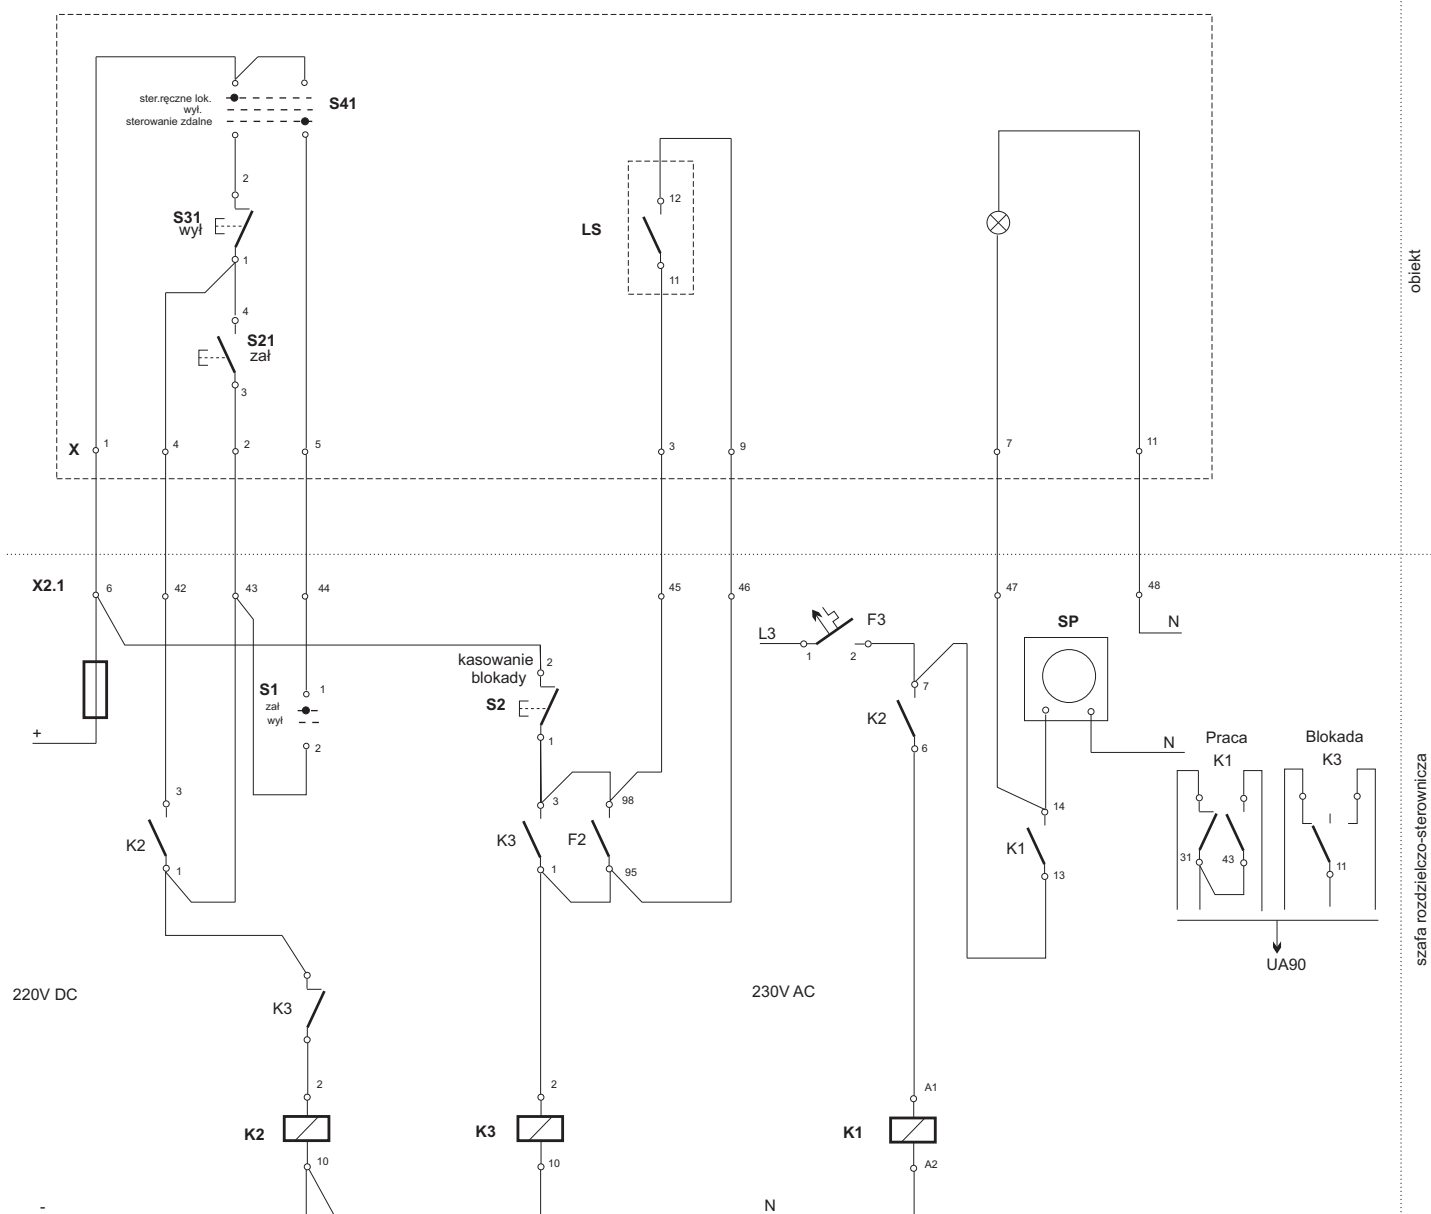 ster.ręczne lok.
wył.
sterowanie zdalne
S41
2
S31
wył
1
4
S21
zał
3
12
LS
11
X
1
4
2
5
3
9
7
11
obiekt
X2.1
6
42
43
44
45
46
47
48
N
L3
F3
1
2
SP
kasowanie
blokady
2
S2
1
S1
zał
wył
1
2
7
K2
6
N
+
Praca
K1
Blokada
K3
3
K2
1
3
K3
1
98
F2
95
14
K1
13
31
43
11
UA90
szafa rozdzielczo-sterownicza
220V DC
230V AC
K3
2
K2
10
2
K3
10
A1
K1
A2
-
N